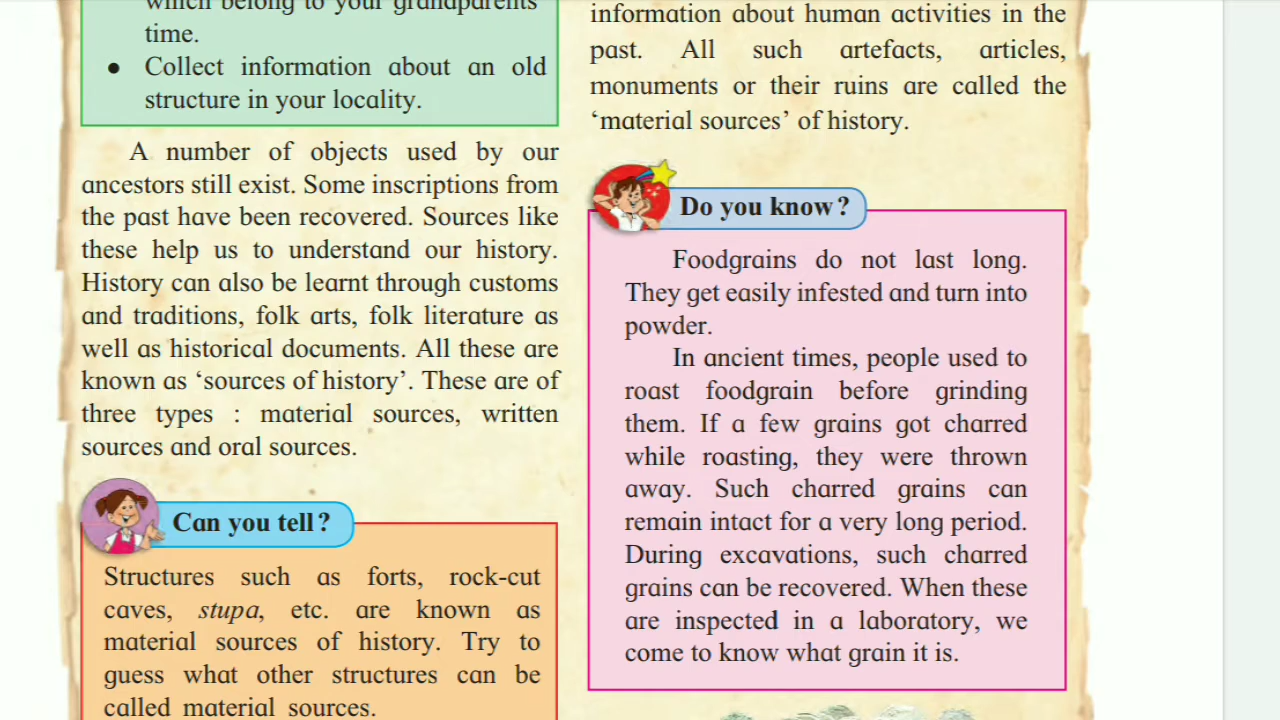 which belong to your grandparents'
time.
● Collect information about an old
structure in your locality.
A number of objects used by our
ancestors still exist. Some inscriptions from
the past have been recovered. Sources like
these help us to understand our history.
History can also be learnt through customs
and traditions, folk arts, folk literature as
well as historical documents. All these are
known as ‘sources of history’. These are of
three types : material sources, written
sources and oral sources.
Can you tell?
Structures such as forts, rock-cut
caves, stupa, etc. are known as
material sources of history. Try to
guess what other structures can be
called material sources.
information about human activities in the
past. All such artefacts, articles,
monuments or their ruins are called the
‘material sources’ of history.
Do you know?
Foodgrains do not last long.
They get easily infested and turn into
powder.
In ancient times, people used to
roast foodgrain before grinding
them. If a few grains got charred
while roasting, they were thrown
away. Such charred grains can
remain intact for a very long period.
During excavations, such charred
grains can be recovered. When these
are inspected in a laboratory, we
come to know what grain it is.